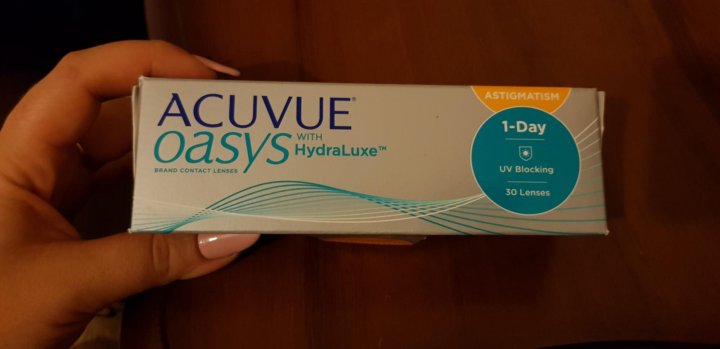 ACUVUE®
oasys WITH HydraLuxe™
BRAND CONTACT LENSES
ASTIGMATISM
1-Day
UV Blocking
30 Lenses